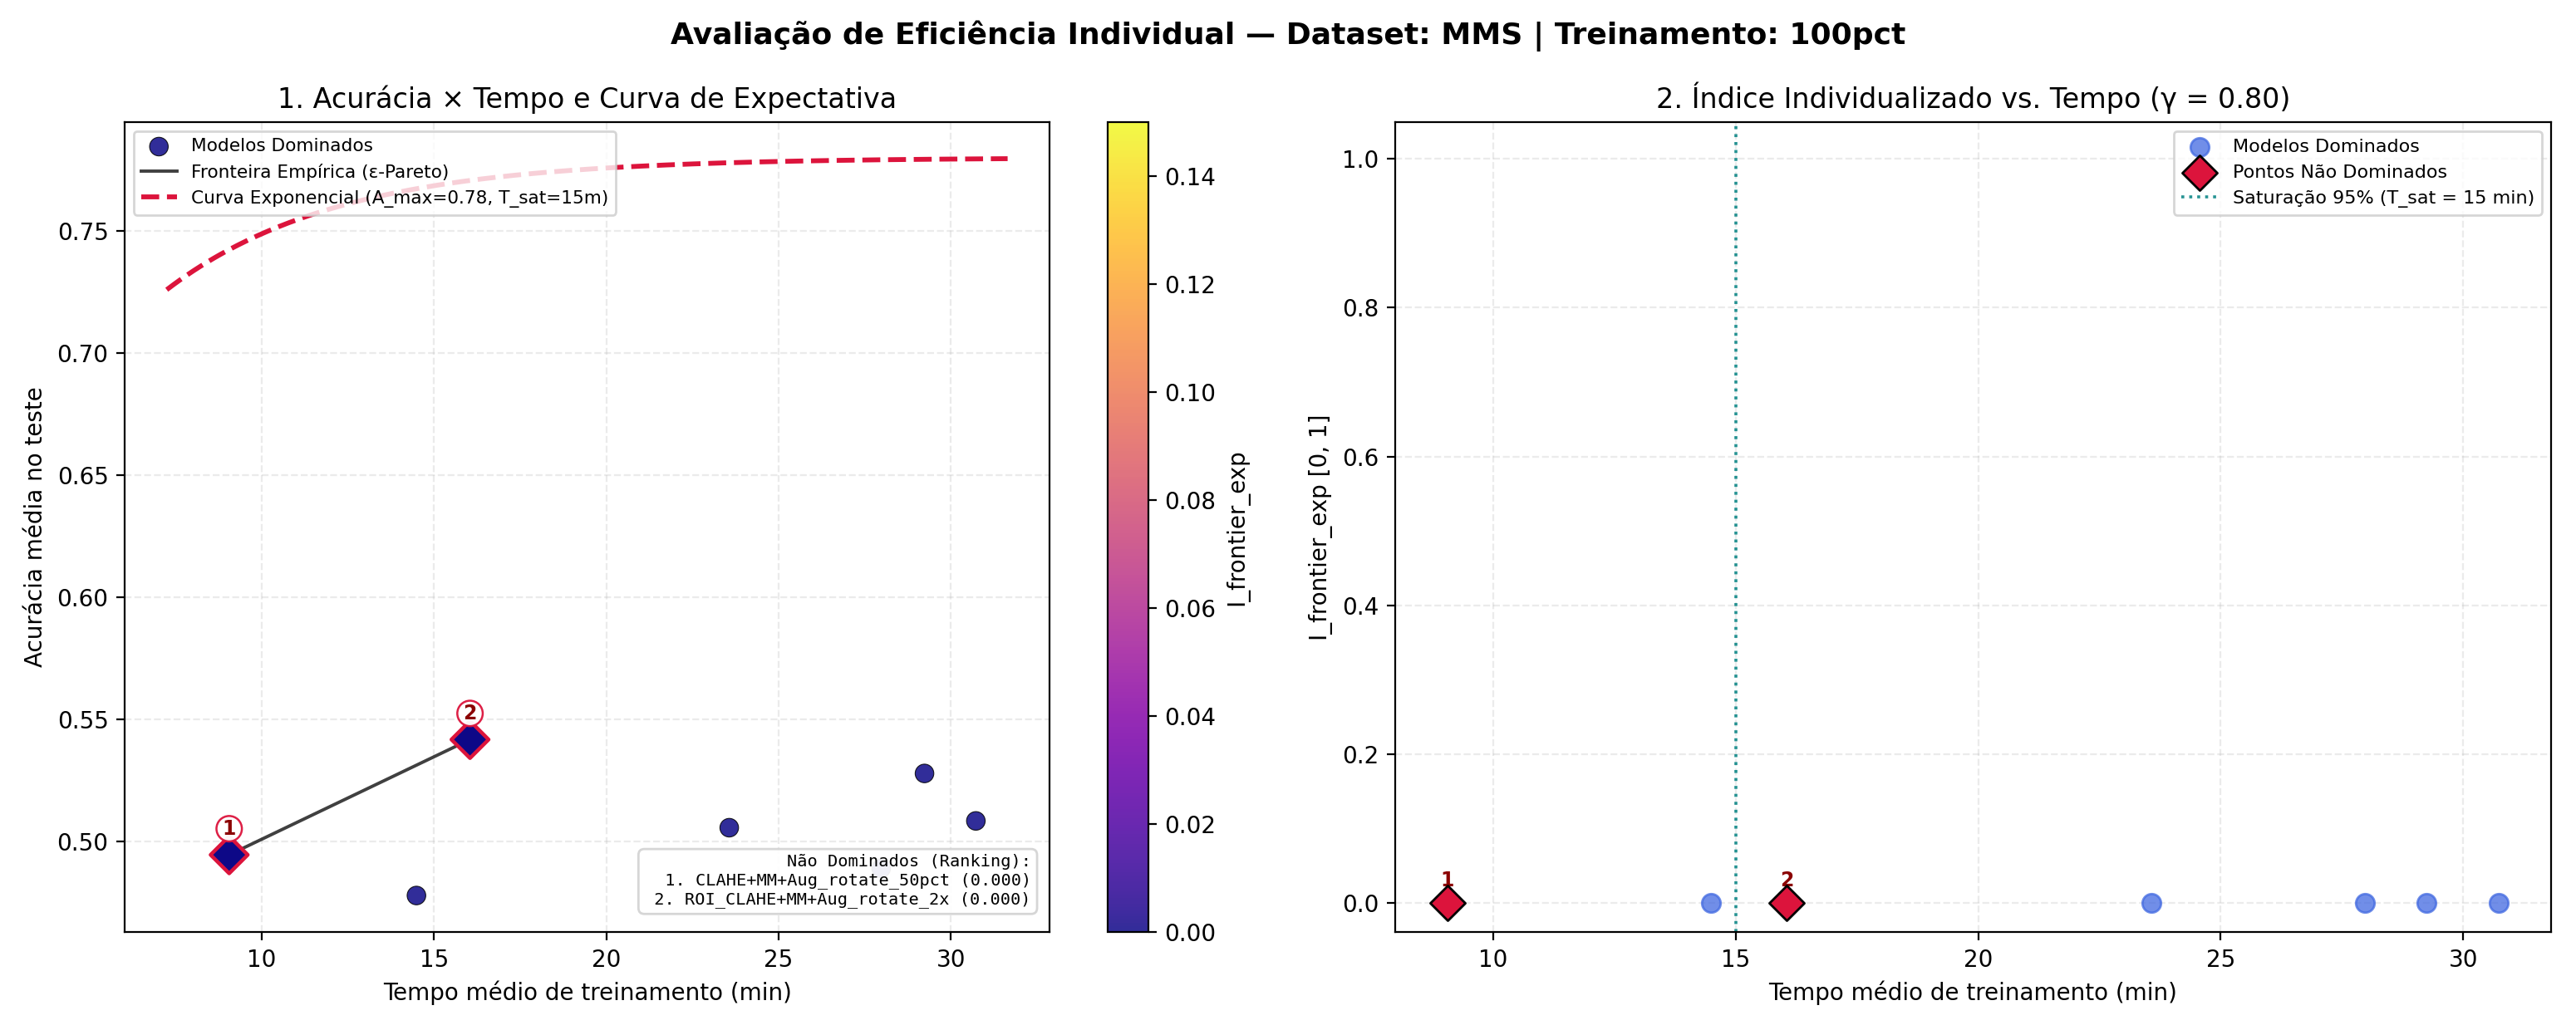 Avaliação de Eficiência Individual — Dataset: MMS | Treinamento: 100pct
1. Acurácia × Tempo e Curva de Expectativa
Modelos Dominados
Fronteira Empírica (ε-Pareto)
Curva Exponencial (A_max=0.78, T_sat=15m)
Acurácia média no teste
0.75
0.70
0.65
0.60
0.55
0.50
1
2
Não Dominados (Ranking):
1. CLAHE+MM+Aug_rotate_50pct (0.000)
2. ROI_CLAHE+MM+Aug_rotate_2x (0.000)
10
15
20
25
30
Tempo médio de treinamento (min)
0.14
0.12
0.10
0.08
0.06
0.04
0.02
0.00
I_frontier_exp
2. Índice Individualizado vs. Tempo (γ = 0.80)
Modelos Dominados
Pontos Não Dominados
Saturação 95% (T_sat = 15 min)
I_frontier_exp [0, 1]
1.0
0.8
0.6
0.4
0.2
0.0
1
2
10
15
20
25
30
Tempo médio de treinamento (min)